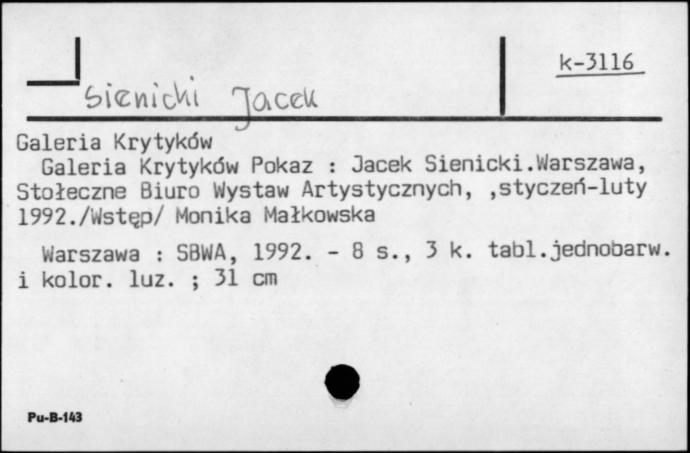 k-3116
Sienicki Jacek
Galeria Krytyków
Galeria Krytyków Pokaz : Jacek Sienicki.Warszawa,
Stołeczne Biuro Wystaw Artystycznych, ,styczeń-luty
1992./Wstęp/ Monika Małkowska
Warszawa : SBWA, 1992. - 8 s., 3 k. tabl.jednobarw.
i kolor. luz. ; 31 cm
Pu-B-143